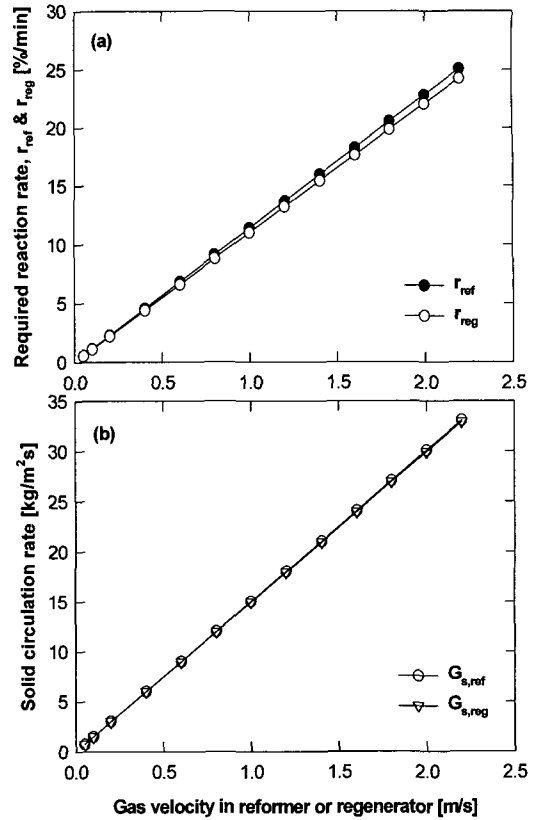 (a)
Required reaction rate, r_ref & r_reg [%/min]
30
25
20
15
10
5
0
r_ref
r_reg
0.0 0.5 1.0 1.5 2.0 2.5
(b)
Solid circulation rate [kg/m²s]
35
30
25
20
15
10
5
0
G_s,ref
G_s,reg
0.0 0.5 1.0 1.5 2.0 2.5
Gas velocity in reformer or regenerator [m/s]